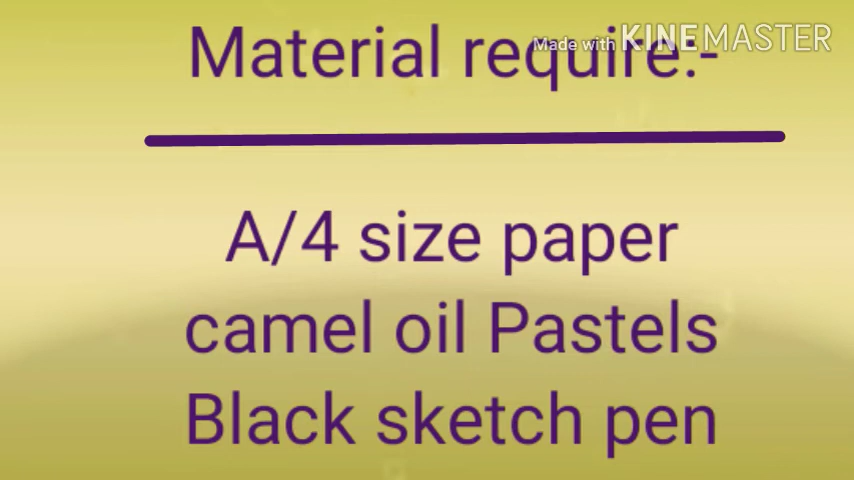 Made with KINEMASTER
Material require:-
A/4 size paper
camel oil Pastels
Black sketch pen